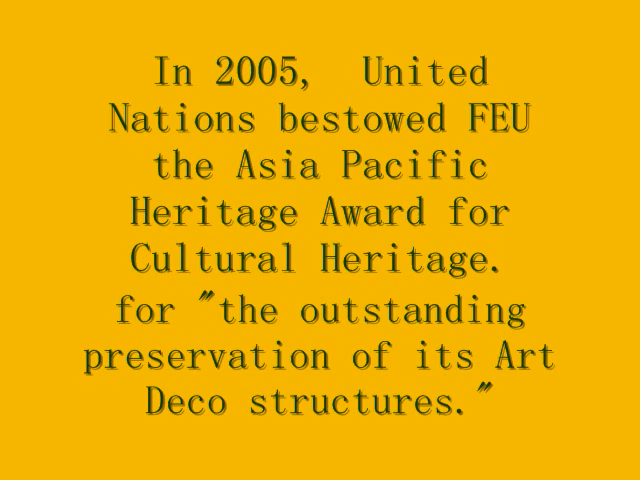 In 2005,  United
Nations bestowed FEU
the Asia Pacific
Heritage Award for
Cultural Heritage.
for "the outstanding
preservation of its Art
Deco structures."